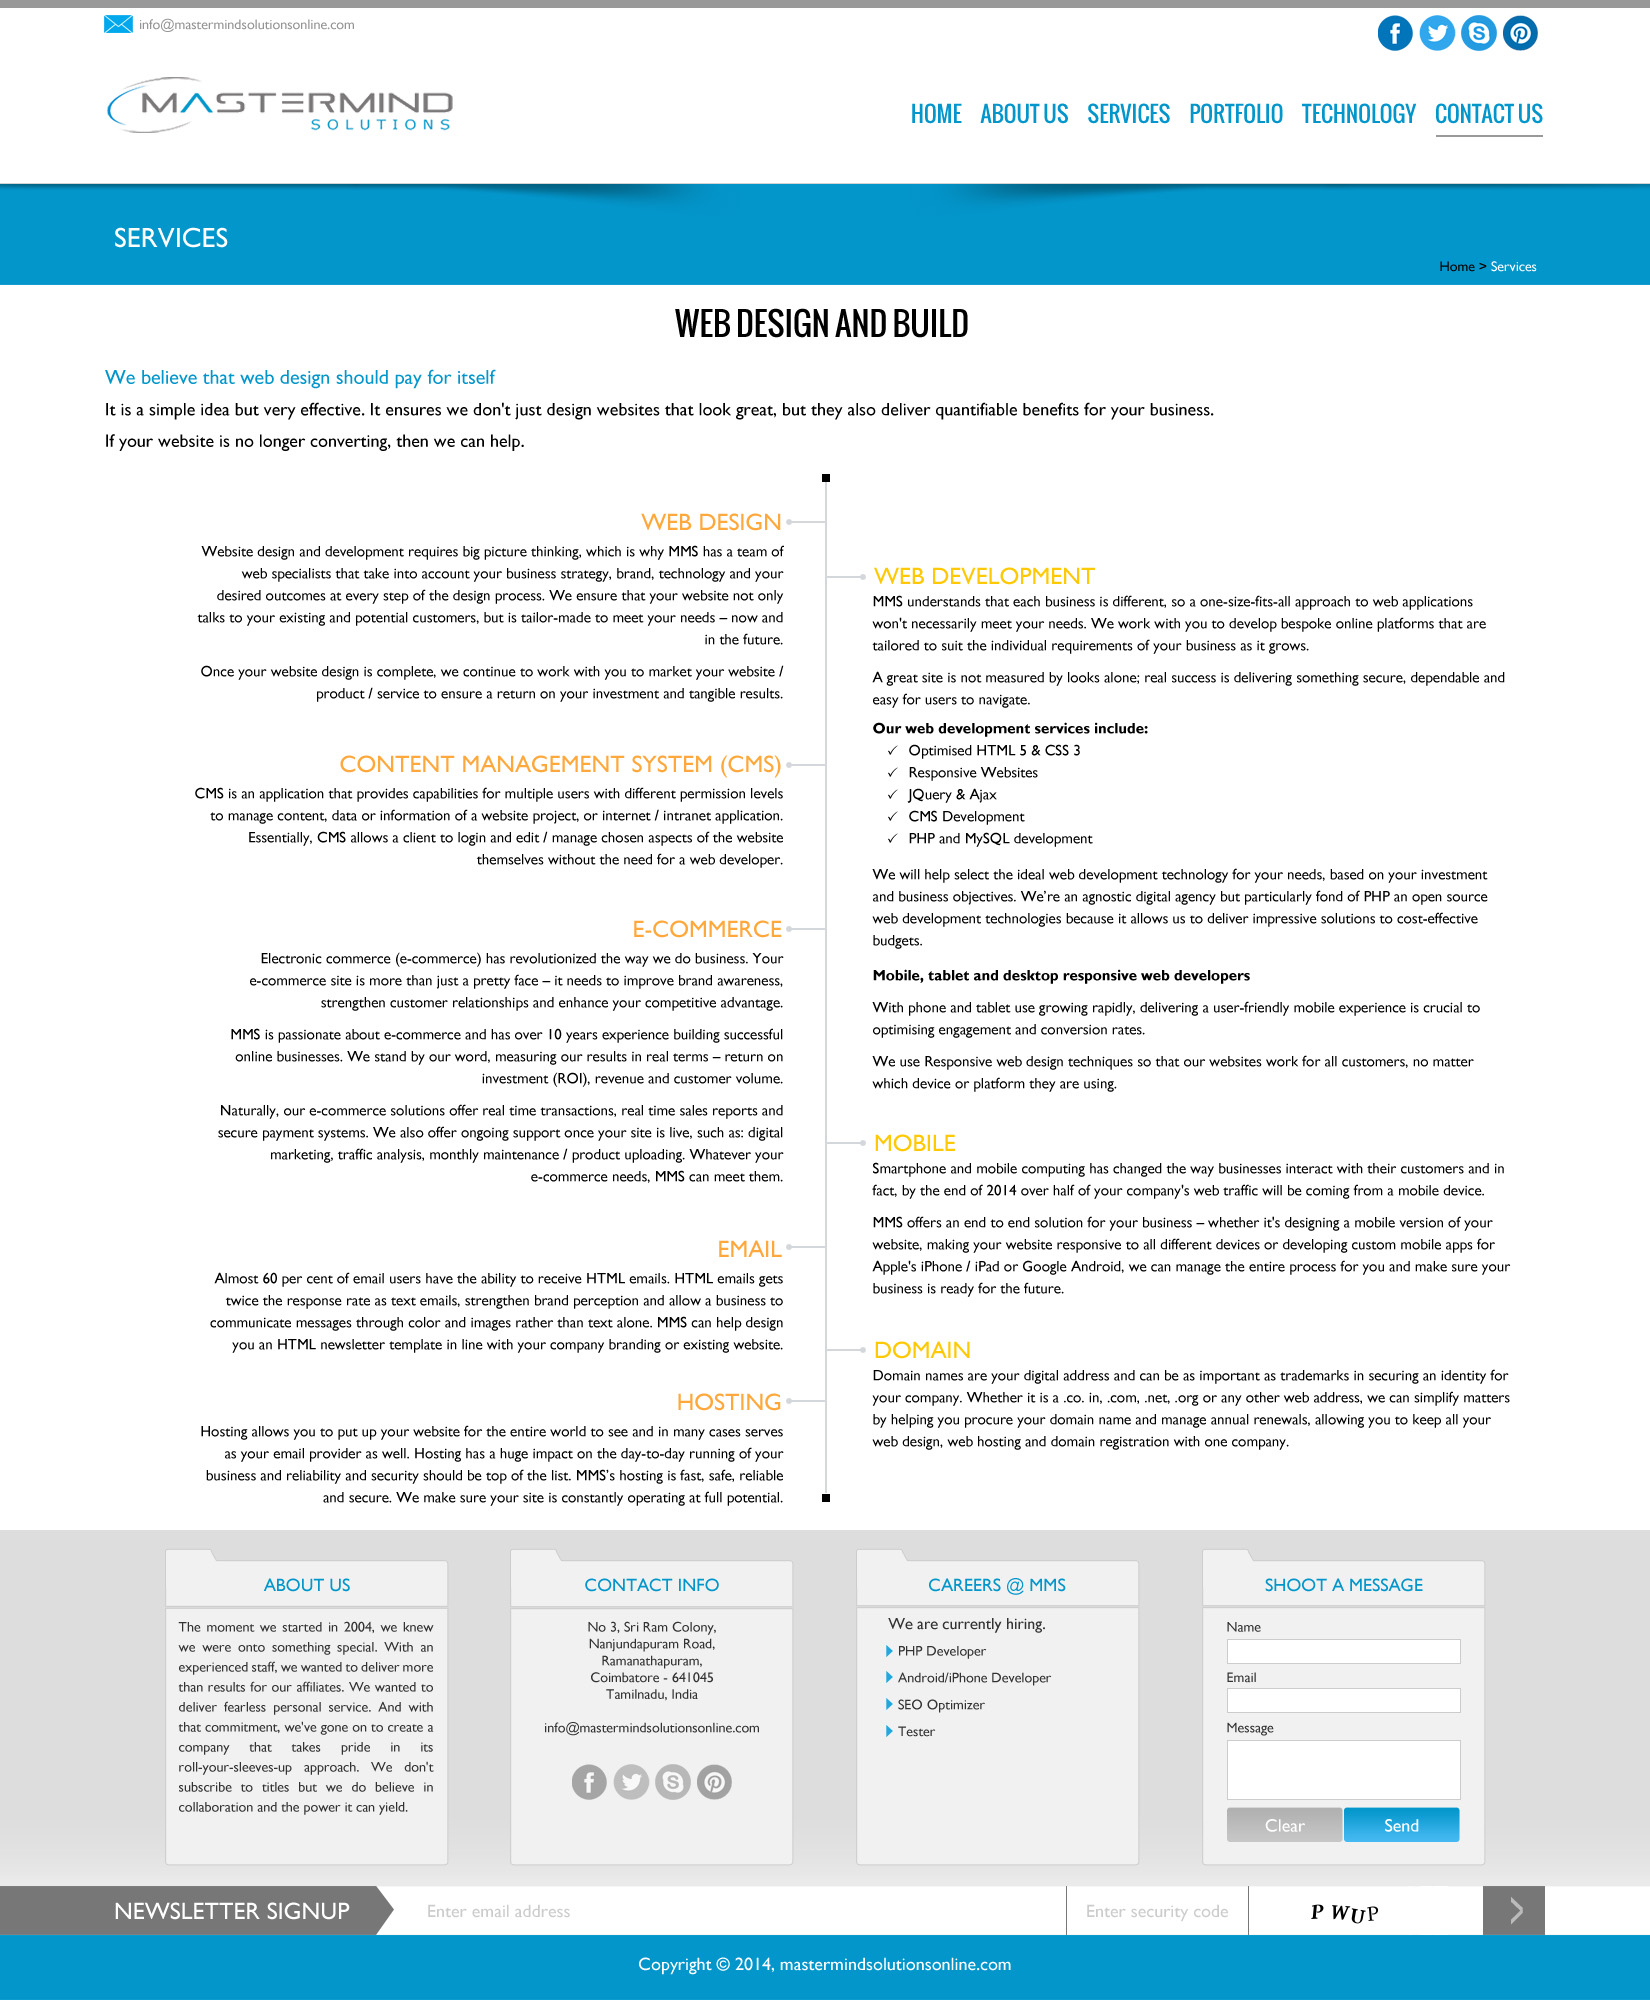 info@mastermindsolutionsonline.com
MASTERMIND
SOLUTIONS
HOME ABOUT US SERVICES PORTFOLIO TECHNOLOGY CONTACT US
SERVICES
Home > Services
WEB DESIGN AND BUILD
We believe that web design should pay for itself
It is a simple idea but very effective. It ensures we don't just design websites that look great, but they also deliver quantifiable benefits for your business.
If your website is no longer converting, then we can help.
WEB DESIGN
Website design and development requires big picture thinking, which is why MMS has a team of
web specialists that take into account your business strategy, brand, technology and your
desired outcomes at every step of the design process. We ensure that your website not only
talks to your existing and potential customers, but is tailor-made to meet your needs – now and
in the future.
Once your website design is complete, we continue to work with you to market your website /
product / service to ensure a return on your investment and tangible results.
CONTENT MANAGEMENT SYSTEM (CMS)
CMS is an application that provides capabilities for multiple users with different permission levels
to manage content, data or information of a website project, or internet / intranet application.
Essentially, CMS allows a client to login and edit / manage chosen aspects of the website
themselves without the need for a web developer.
E-COMMERCE
Electronic commerce (e-commerce) has revolutionized the way we do business. Your
e-commerce site is more than just a pretty face – it needs to improve brand awareness,
strengthen customer relationships and enhance your competitive advantage.
MMS is passionate about e-commerce and has over 10 years experience building successful
online businesses. We stand by our word, measuring our results in real terms – return on
investment (ROI), revenue and customer volume.
Naturally, our e-commerce solutions offer real time transactions, real time sales reports and
secure payment systems. We also offer ongoing support once your site is live, such as: digital
marketing, traffic analysis, monthly maintenance / product uploading. Whatever your
e-commerce needs, MMS can meet them.
EMAIL
Almost 60 per cent of email users have the ability to receive HTML emails. HTML emails gets
twice the response rate as text emails, strengthen brand perception and allow a business to
communicate messages through color and images rather than text alone. MMS can help design
you an HTML newsletter template in line with your company branding or existing website.
HOSTING
Hosting allows you to put up your website for the entire world to see and in many cases serves
as your email provider as well. Hosting has a huge impact on the day-to-day running of your
business and reliability and security should be top of the list. MMS's hosting is fast, safe, reliable
and secure. We make sure your site is constantly operating at full potential.
WEB DEVELOPMENT
MMS understands that each business is different, so a one-size-fits-all approach to web applications
won't necessarily meet your needs. We work with you to develop bespoke online platforms that are
tailored to suit the individual requirements of your business as it grows.
A great site is not measured by looks alone; real success is delivering something secure, dependable and
easy for users to navigate.
Our web development services include:
✓ Optimised HTML 5 & CSS 3
✓ Responsive Websites
✓ JQuery & Ajax
✓ CMS Development
✓ PHP and MySQL development
We will help select the ideal web development technology for your needs, based on your investment
and business objectives. We're an agnostic digital agency but particularly fond of PHP an open source
web development technologies because it allows us to deliver impressive solutions to cost-effective
budgets.
Mobile, tablet and desktop responsive web developers
With phone and tablet use growing rapidly, delivering a user-friendly mobile experience is crucial to
optimising engagement and conversion rates.
We use Responsive web design techniques so that our websites work for all customers, no matter
which device or platform they are using.
MOBILE
Smartphone and mobile computing has changed the way businesses interact with their customers and in
fact, by the end of 2014 over half of your company's web traffic will be coming from a mobile device.
MMS offers an end to end solution for your business – whether it's designing a mobile version of your
website, making your website responsive to all different devices or developing custom mobile apps for
Apple's iPhone / iPad or Google Android, we can manage the entire process for you and make sure your
business is ready for the future.
DOMAIN
Domain names are your digital address and can be as important as trademarks in securing an identity for
your company. Whether it is a .co. in, .com, .net, .org or any other web address, we can simplify matters
by helping you procure your domain name and manage annual renewals, allowing you to keep all your
web design, web hosting and domain registration with one company.
ABOUT US
The moment we started in 2004, we knew
we were onto something special. With an
experienced staff, we wanted to deliver more
than results for our affiliates. We wanted to
deliver fearless personal service. And with
that commitment, we've gone on to create a
company that takes pride in its
roll-your-sleeves-up approach. We don't
subscribe to titles but we do believe in
collaboration and the power it can yield.
CONTACT INFO
No 3, Sri Ram Colony,
Nanjundapuram Road,
Ramanathapuram,
Coimbatore - 641045
Tamilnadu, India
info@mastermindsolutionsonline.com
CAREERS @ MMS
We are currently hiring.
PHP Developer
Android/iPhone Developer
SEO Optimizer
Tester
SHOOT A MESSAGE
Name
Email
Message
Clear Send
NEWSLETTER SIGNUP Enter email address Enter security code PWUP
Copyright © 2014, mastermindsolutionsonline.com